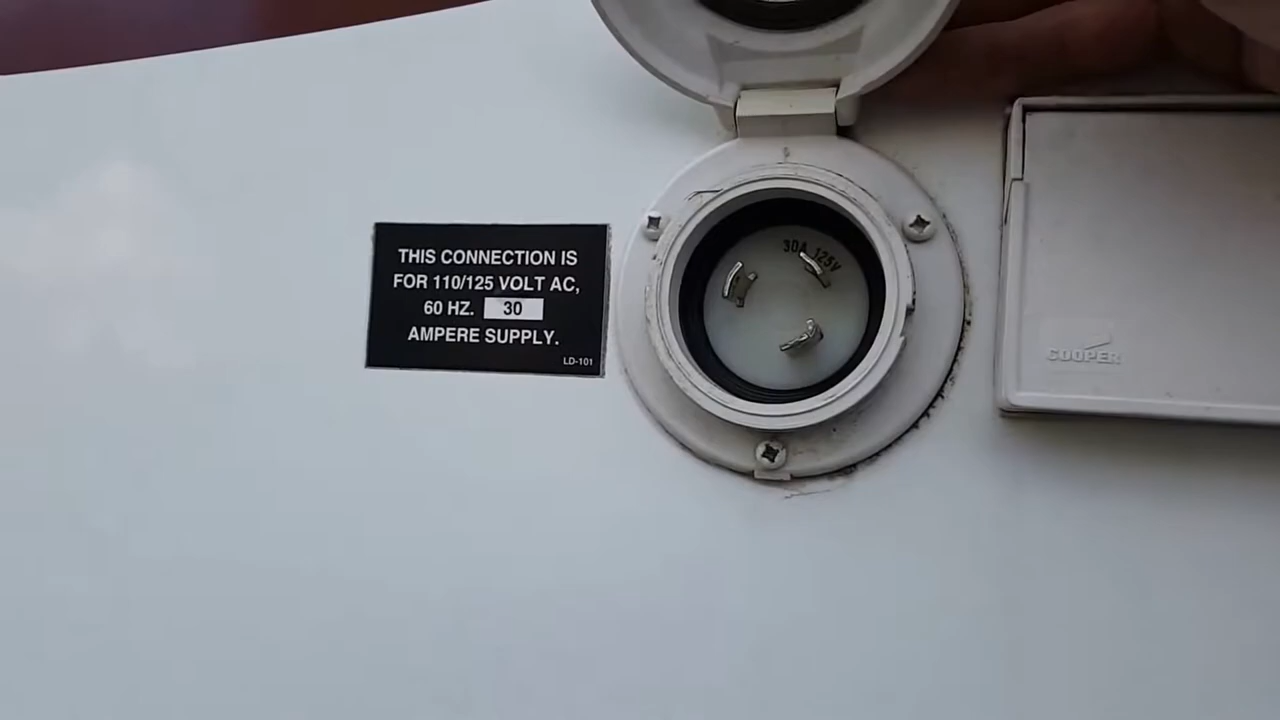 THIS CONNECTION IS
FOR 110/125 VOLT AC,
60 HZ. 30
AMPERE SUPPLY.
LD-101
30A 125V
COOPER